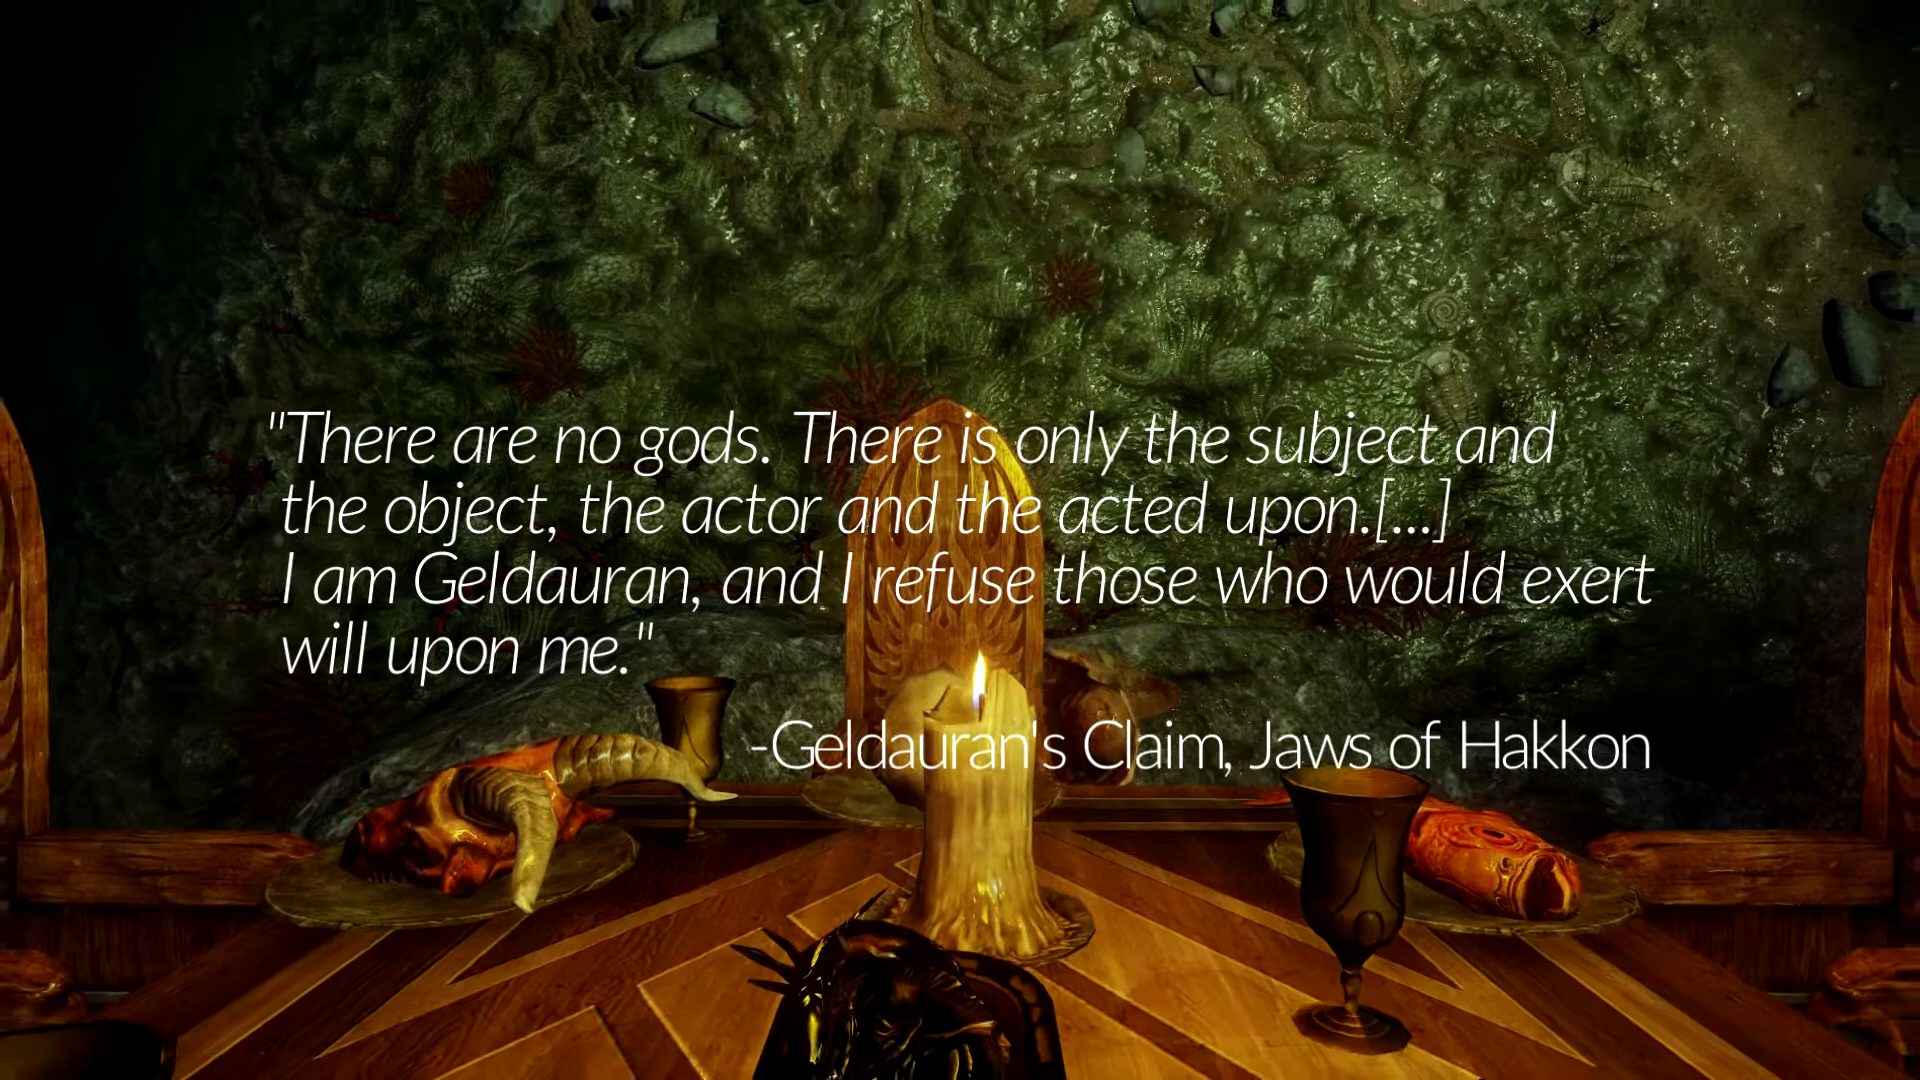 "There are no gods. There is only the subject and
the object, the actor and the acted upon.[...]
I am Geldauran, and I refuse those who would exert
will upon me."
-Geldauran's Claim, Jaws of Hakkon